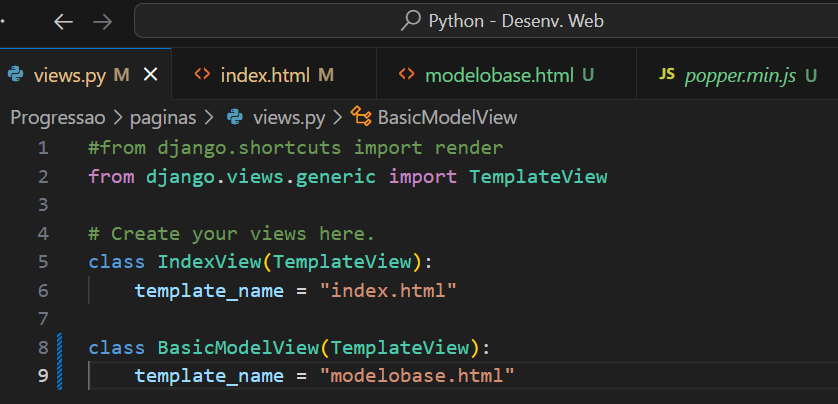 Python - Desenv. Web
views.py M index.html M modelobase.html U JS popper.min.js U
Progressao > paginas > views.py > BasicModelView
1 #from django.shortcuts import render
2 from django.views.generic import TemplateView
3
4 # Create your views here.
5 class IndexView(TemplateView):
6 template_name = "index.html"
7
8 class BasicModelView(TemplateView):
9 template_name = "modelobase.html"